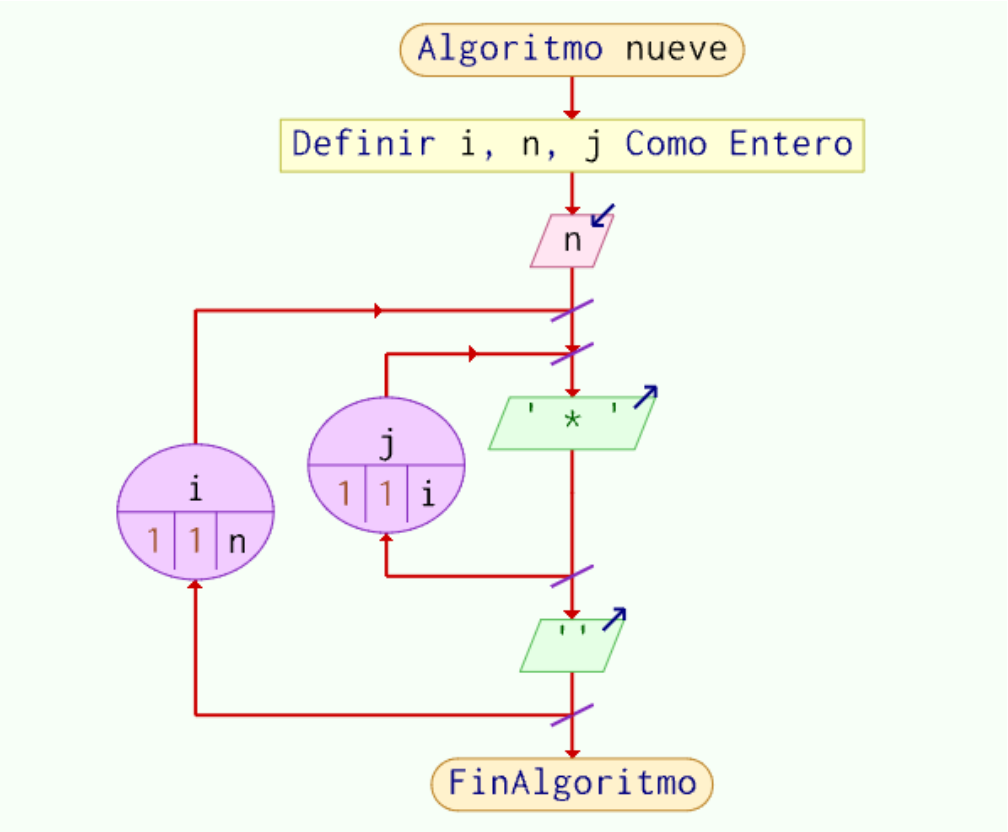 Algoritmo nueve
Definir i, n, j Como Entero
n
' * '
j
1 1 i
i
1 1 n
''
FinAlgoritmo